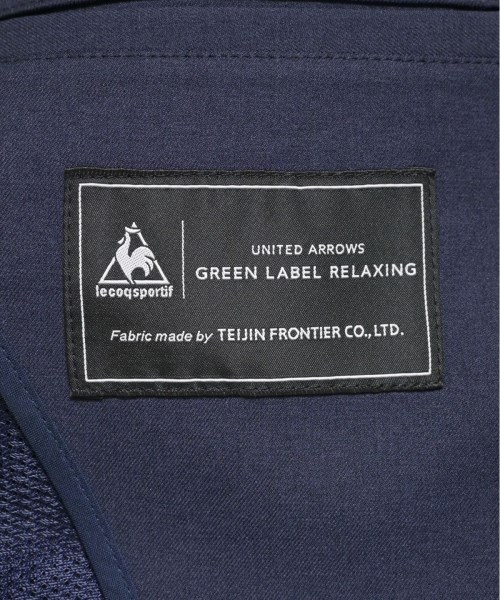 lecoqsportif
UNITED ARROWS
GREEN LABEL RELAXING
Fabric made by TEIJIN FRONTIER CO.,LTD.